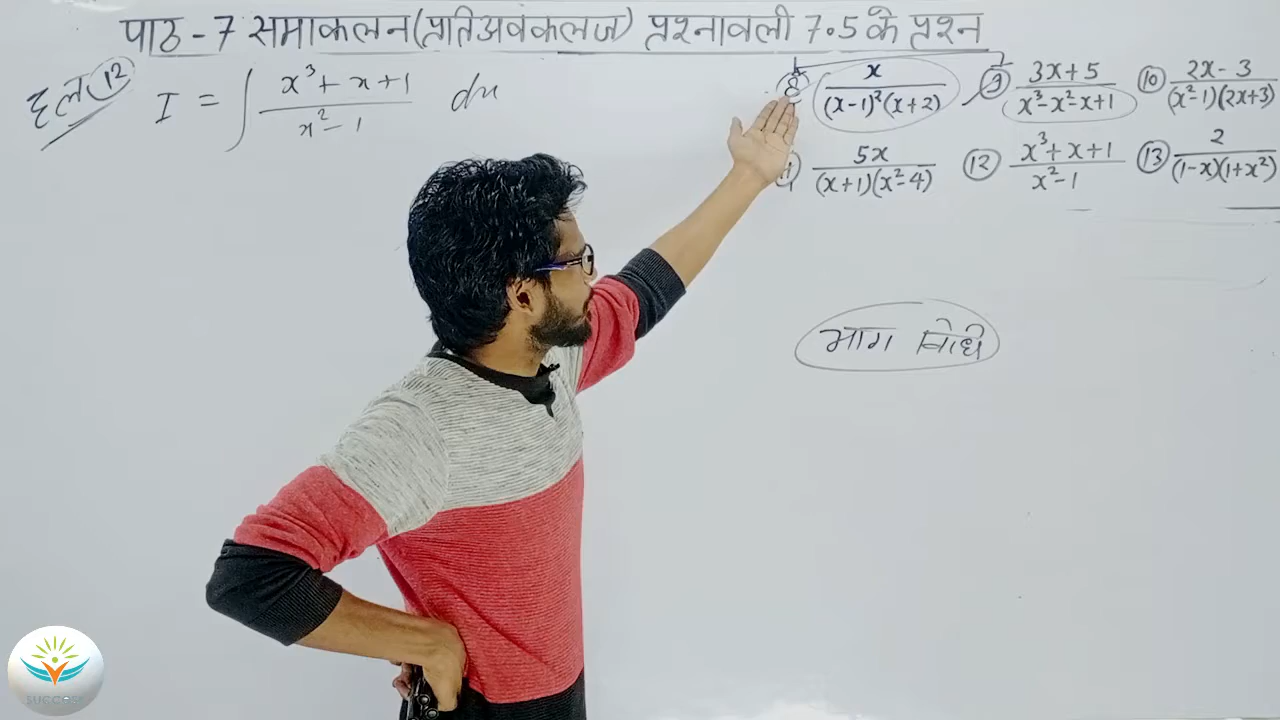 पाठ - 7 समाकलन (प्रतिअवकलज) प्रश्नावली 7.5 के प्रश्न
हल (12) I = ∫ (x³ + x + 1)/(x² - 1) dx
(8) x/((x-1)²(x+2)) (9) (3x+5)/(x³-x²-x+1) (10) (2x-3)/((x²-1)(2x+3))
(11) 5x/((x+1)(x²-4)) (12) (x³+x+1)/(x²-1) (13) 2/((1-x)(1+x²))
भाग विधि
SUCCESS